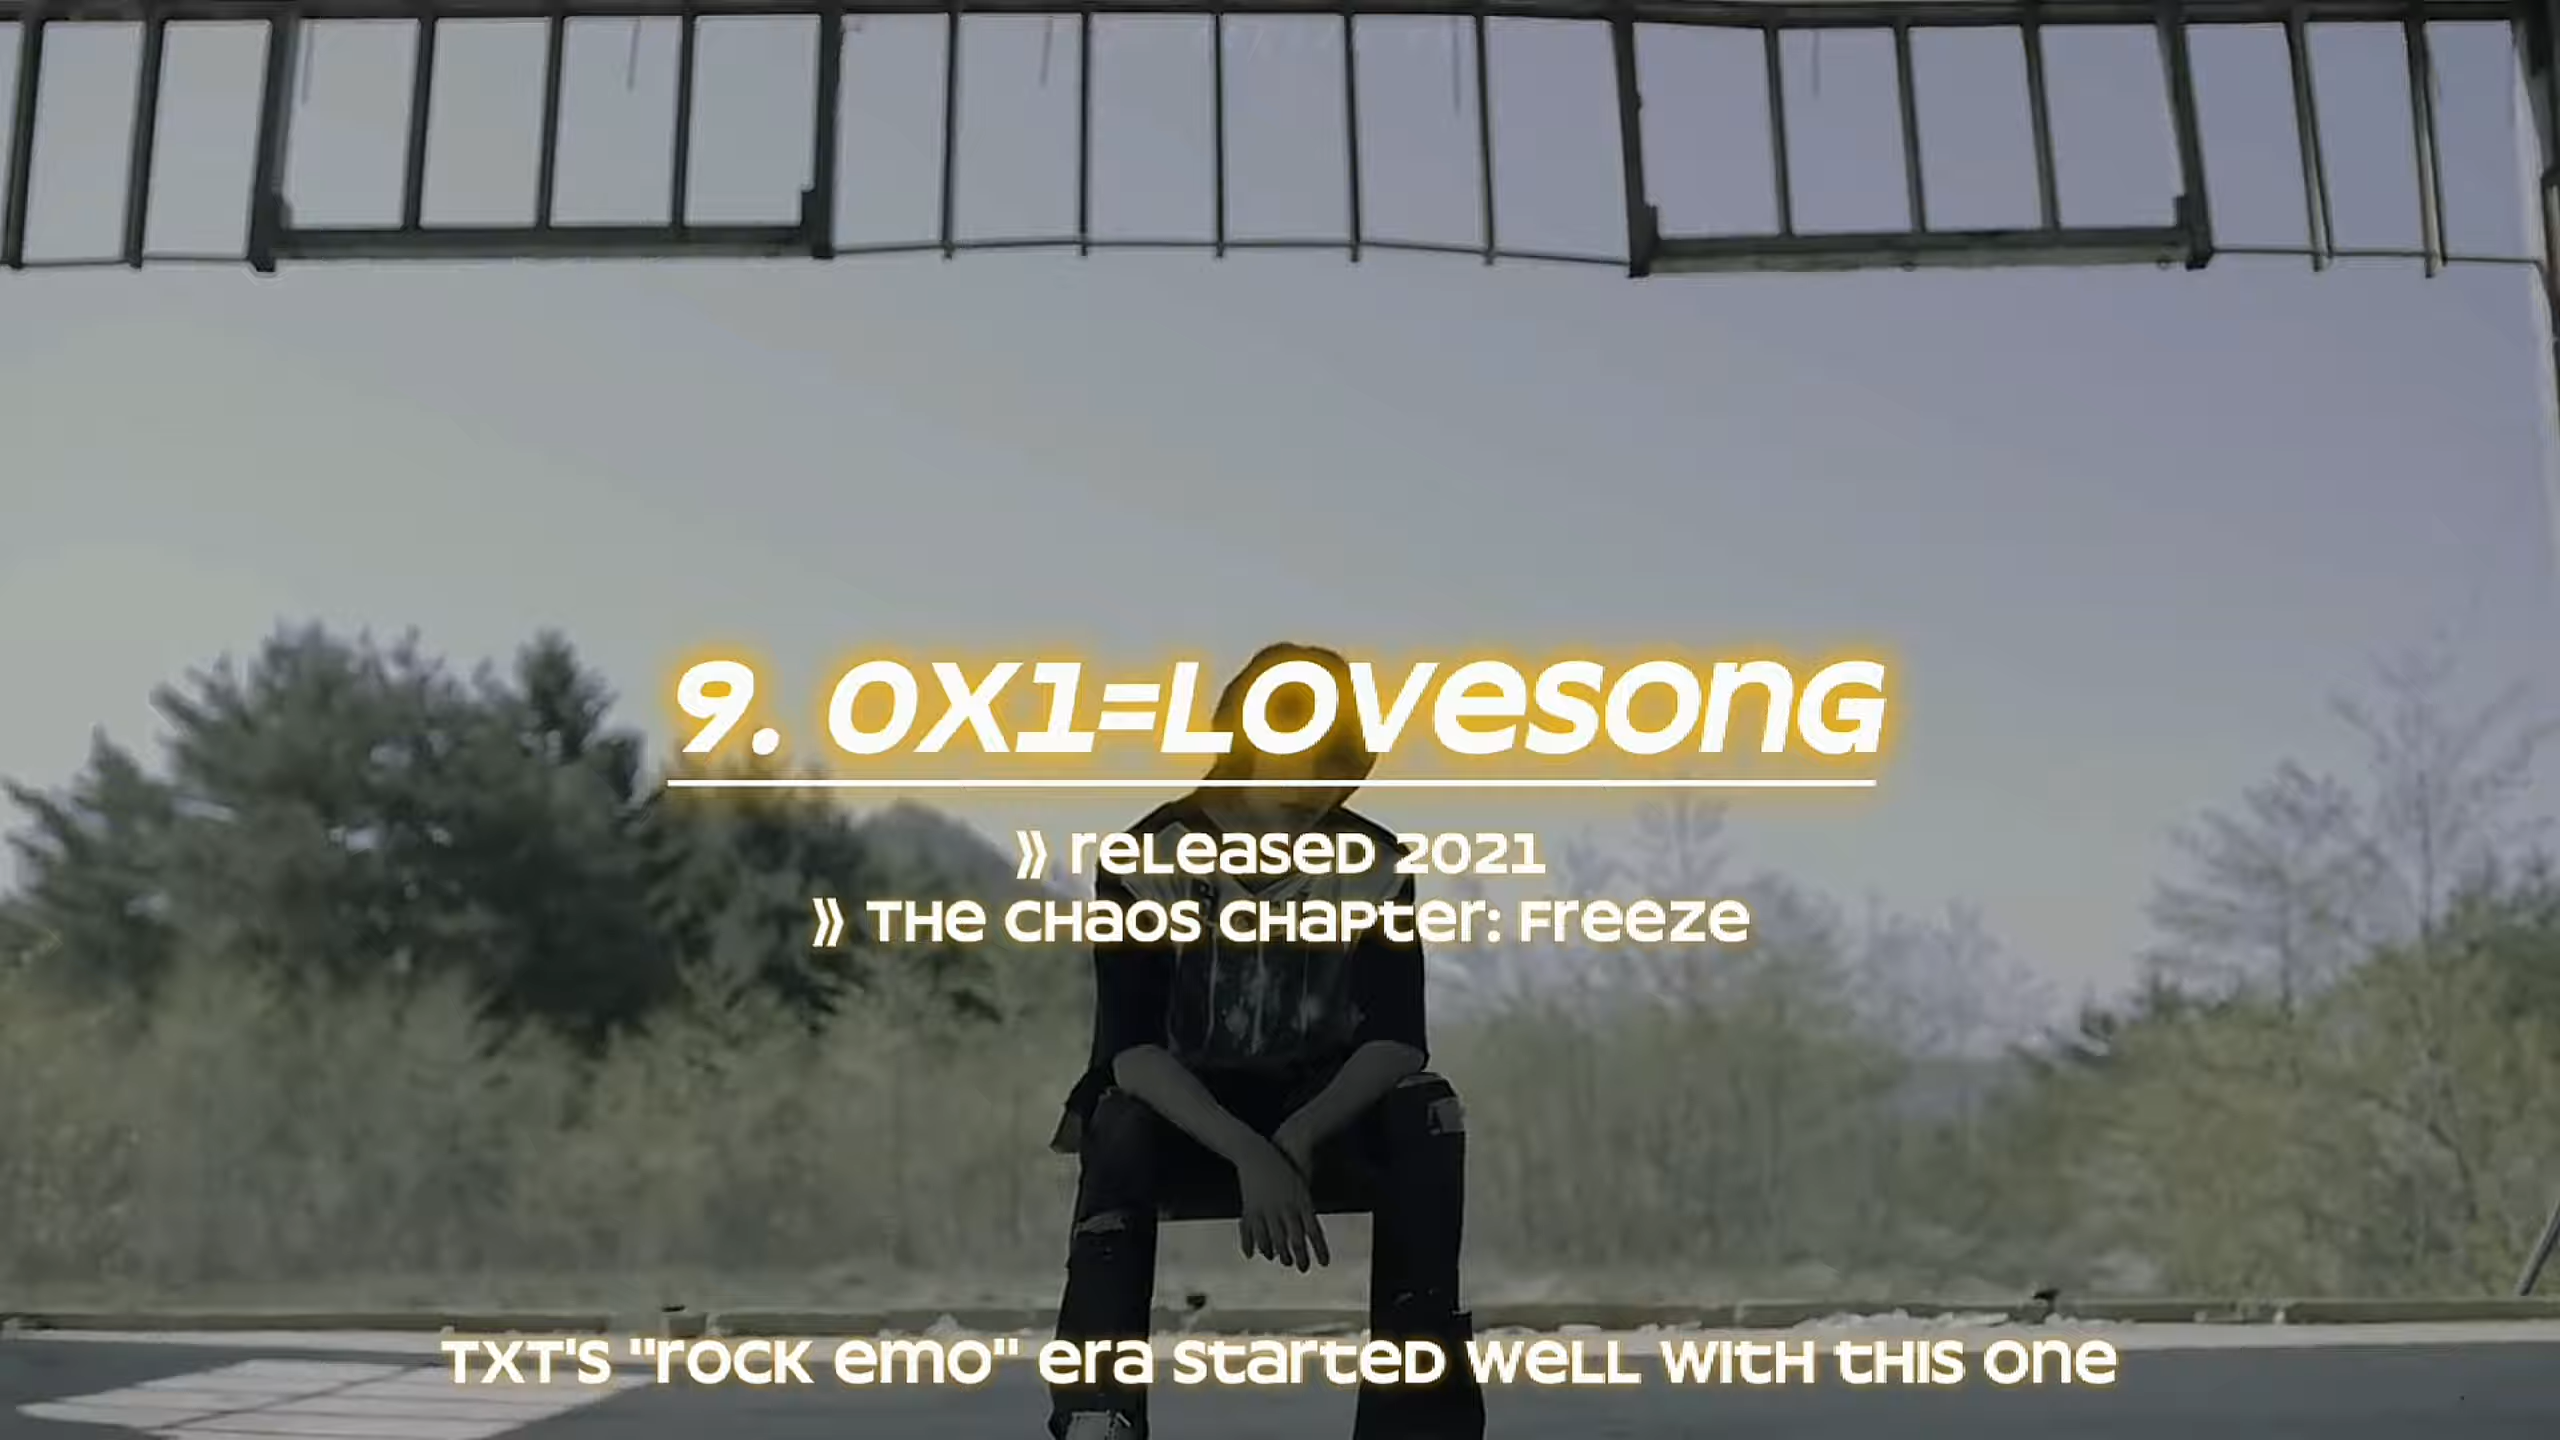 9. 0X1=LOVESONG
⟫ RELEASED 2021
⟫ THE CHAOS CHAPTER: FREEZE
TXT'S "ROCK EMO" ERA STARTED WELL WITH THIS ONE